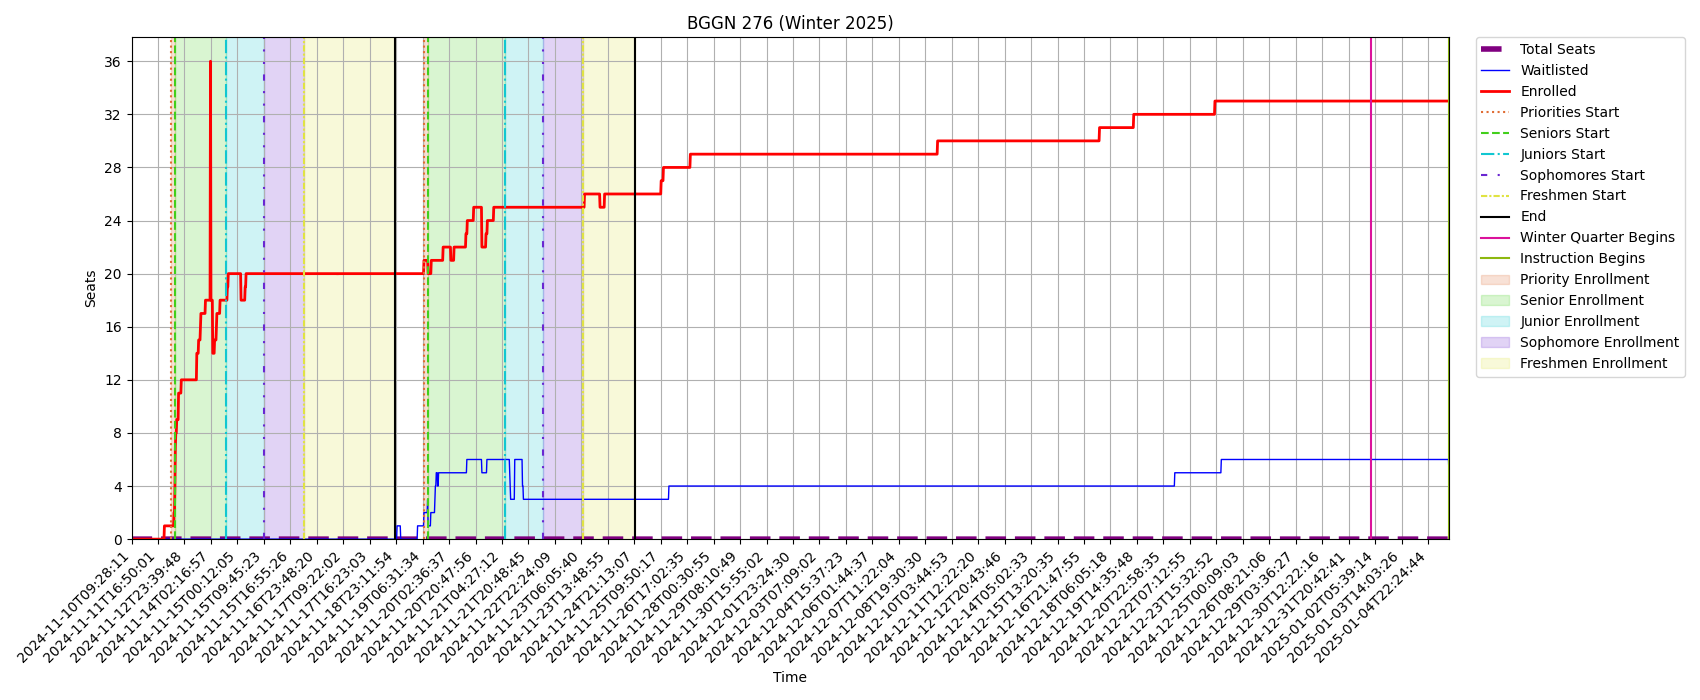 BGGN 276 (Winter 2025)
Seats
36
32
28
24
20
16
12
8
4
0
2024-11-10T09:28:11
2024-11-11T16:50:01
2024-11-12T23:39:48
2024-11-14T02:16:57
2024-11-15T00:12:05
2024-11-15T09:45:23
2024-11-15T16:55:26
2024-11-16T23:48:20
2024-11-17T09:22:02
2024-11-17T16:23:03
2024-11-18T23:11:54
2024-11-19T06:31:34
2024-11-20T02:36:37
2024-11-20T20:47:56
2024-11-21T04:27:12
2024-11-21T20:48:45
2024-11-22T22:24:09
2024-11-23T06:05:40
2024-11-23T13:48:55
2024-11-24T21:13:07
2024-11-25T09:50:17
2024-11-26T17:02:35
2024-11-28T00:30:55
2024-11-29T08:10:49
2024-11-30T15:55:02
2024-12-01T23:24:30
2024-12-03T07:09:02
2024-12-04T15:37:23
2024-12-06T01:44:37
2024-12-07T11:22:04
2024-12-08T19:30:30
2024-12-10T03:44:53
2024-12-11T12:22:20
2024-12-12T20:43:46
2024-12-14T05:02:35
2024-12-15T13:20:35
2024-12-16T21:47:55
2024-12-18T06:05:18
2024-12-19T14:35:48
2024-12-20T22:58:35
2024-12-22T07:12:55
2024-12-23T15:32:52
2024-12-25T00:09:03
2024-12-26T08:21:06
2024-12-29T03:36:27
2024-12-30T12:22:16
2024-12-31T20:42:41
2025-01-02T05:39:14
2025-01-03T14:03:26
2025-01-04T22:24:44
Time
Total Seats
Waitlisted
Enrolled
Priorities Start
Seniors Start
Juniors Start
Sophomores Start
Freshmen Start
End
Winter Quarter Begins
Instruction Begins
Priority Enrollment
Senior Enrollment
Junior Enrollment
Sophomore Enrollment
Freshmen Enrollment